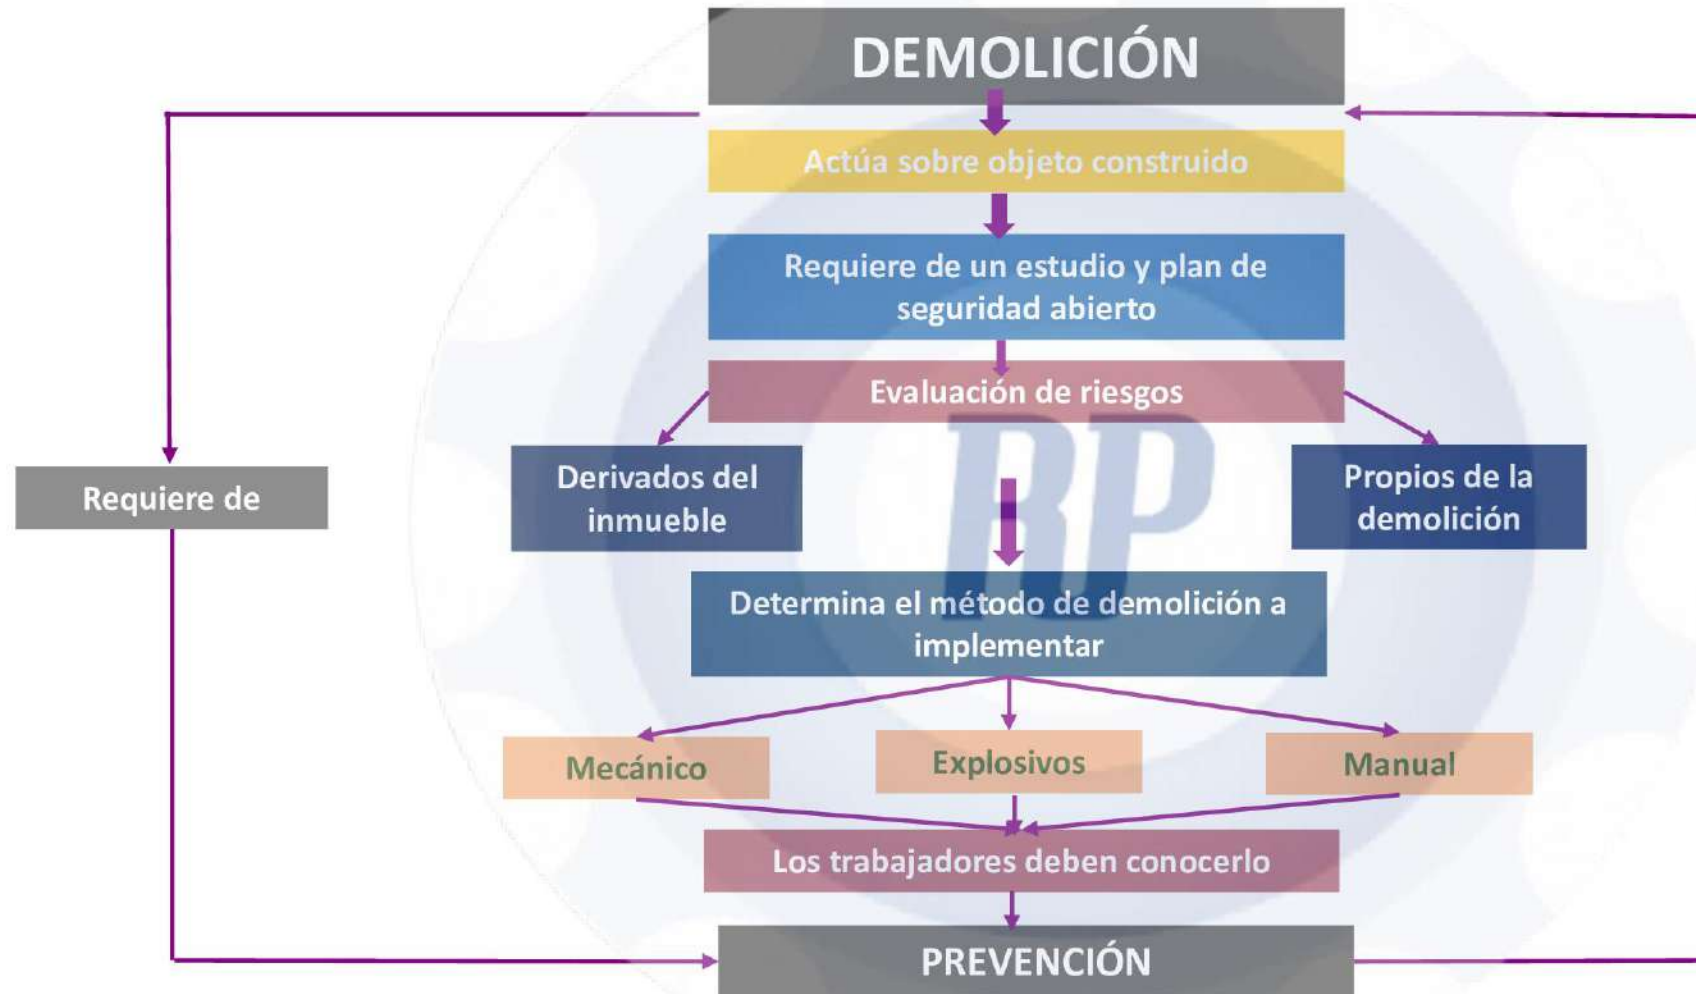 DEMOLICIÓN
Actúa sobre objeto construido
Requiere de un estudio y plan de
seguridad abierto
Evaluación de riesgos
Requiere de
Derivados del
inmueble
Propios de la
demolición
RP
Determina el método de demolición a
implementar
Mecánico
Explosivos
Manual
Los trabajadores deben conocerlo
PREVENCIÓN